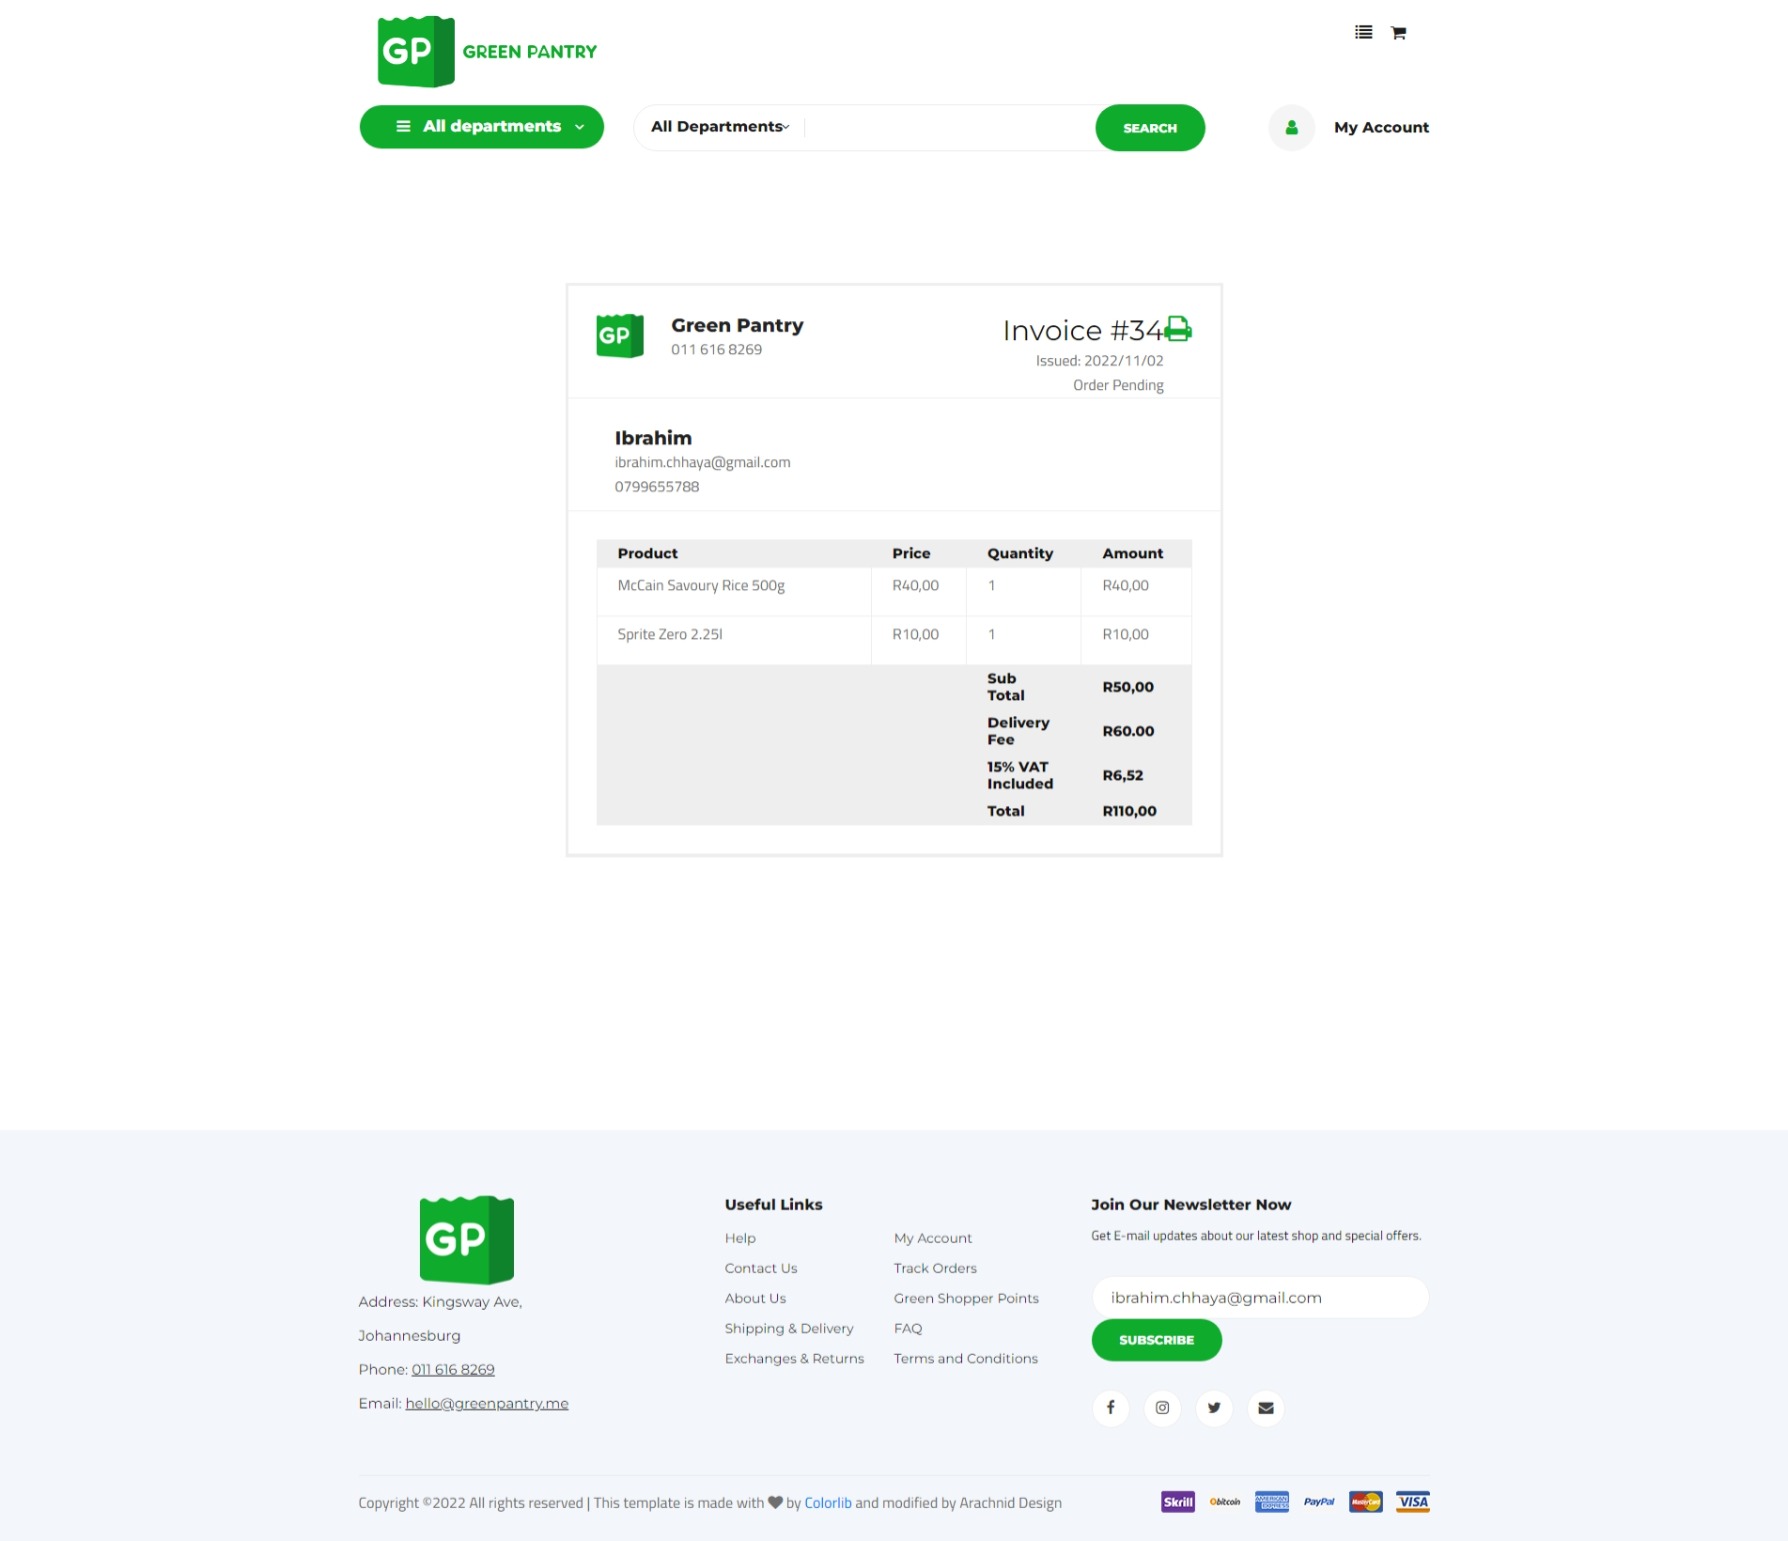 GP GREEN PANTRY
All departments
All Departments
SEARCH
My Account
GP
Green Pantry
011 616 8269
Invoice #34
Issued: 2022/11/02
Order Pending
Ibrahim
ibrahim.chhaya@gmail.com
0799655788
Product Price Quantity Amount
McCain Savoury Rice 500g R40,00 1 R40,00
Sprite Zero 2.25l R10,00 1 R10,00
Sub
Total R50,00
Delivery
Fee R60.00
15% VAT
Included R6,52
Total R110,00
GP
Address: Kingsway Ave,
Johannesburg
Phone: 011 616 8269
Email: hello@greenpantry.me
Useful Links
Help
Contact Us
About Us
Shipping & Delivery
Exchanges & Returns
My Account
Track Orders
Green Shopper Points
FAQ
Terms and Conditions
Join Our Newsletter Now
Get E-mail updates about our latest shop and special offers.
ibrahim.chhaya@gmail.com
SUBSCRIBE
Copyright ©2022 All rights reserved | This template is made with ♥ by Colorlib and modified by Arachnid Design
Skrill bitcoin AMERICAN EXPRESS PayPal MasterCard VISA